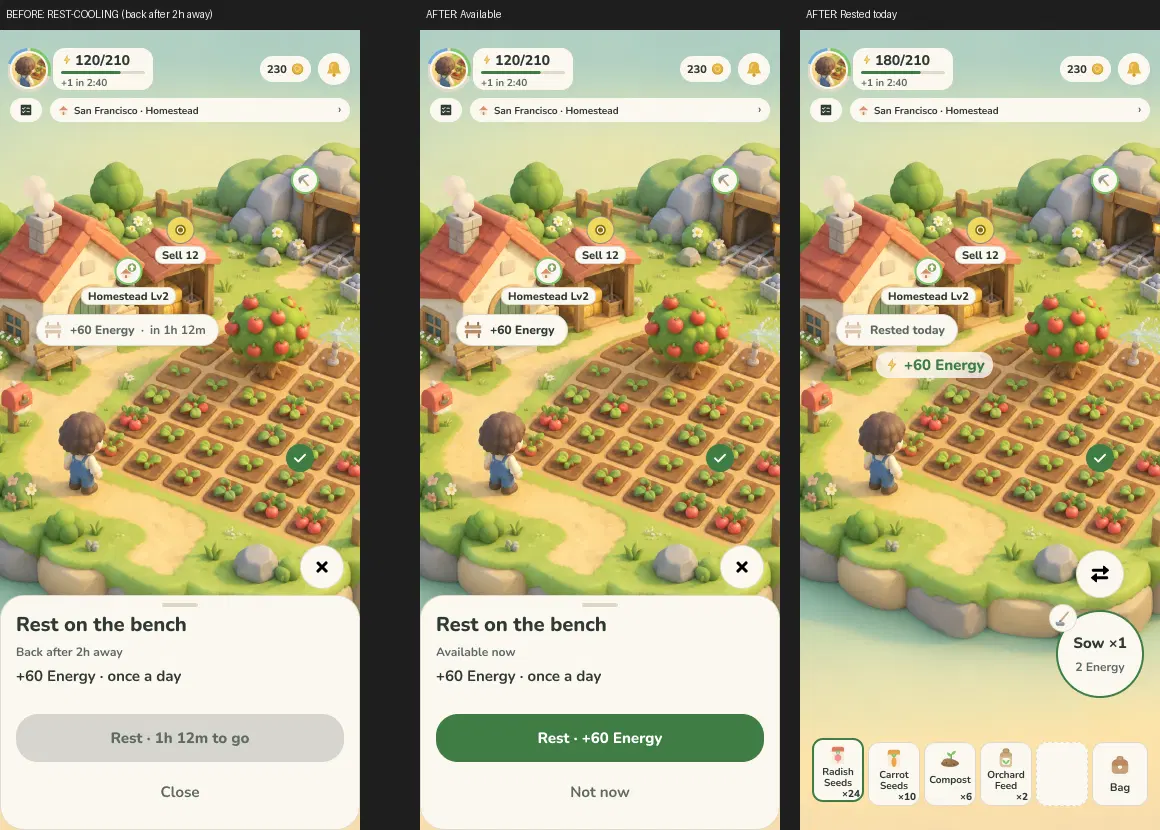 BEFORE: REST-COOLING (back after 2h away)
120/210
+1 in 2:40
230
San Francisco · Homestead ›
Sell 12
Homestead Lv2
+60 Energy · in 1h 12m
Rest on the bench
Back after 2h away
+60 Energy · once a day
Rest · 1h 12m to go
Close
AFTER: Available
120/210
+1 in 2:40
230
San Francisco · Homestead ›
Sell 12
Homestead Lv2
+60 Energy
Rest on the bench
Available now
+60 Energy · once a day
Rest · +60 Energy
Not now
AFTER: Rested today
180/210
+1 in 2:40
230
San Francisco · Homestead ›
Sell 12
Homestead Lv2
Rested today
+60 Energy
Sow ×1
2 Energy
Radish
Seeds
×24
Carrot
Seeds
×10
Compost
×6
Orchard
Feed
×2
Bag